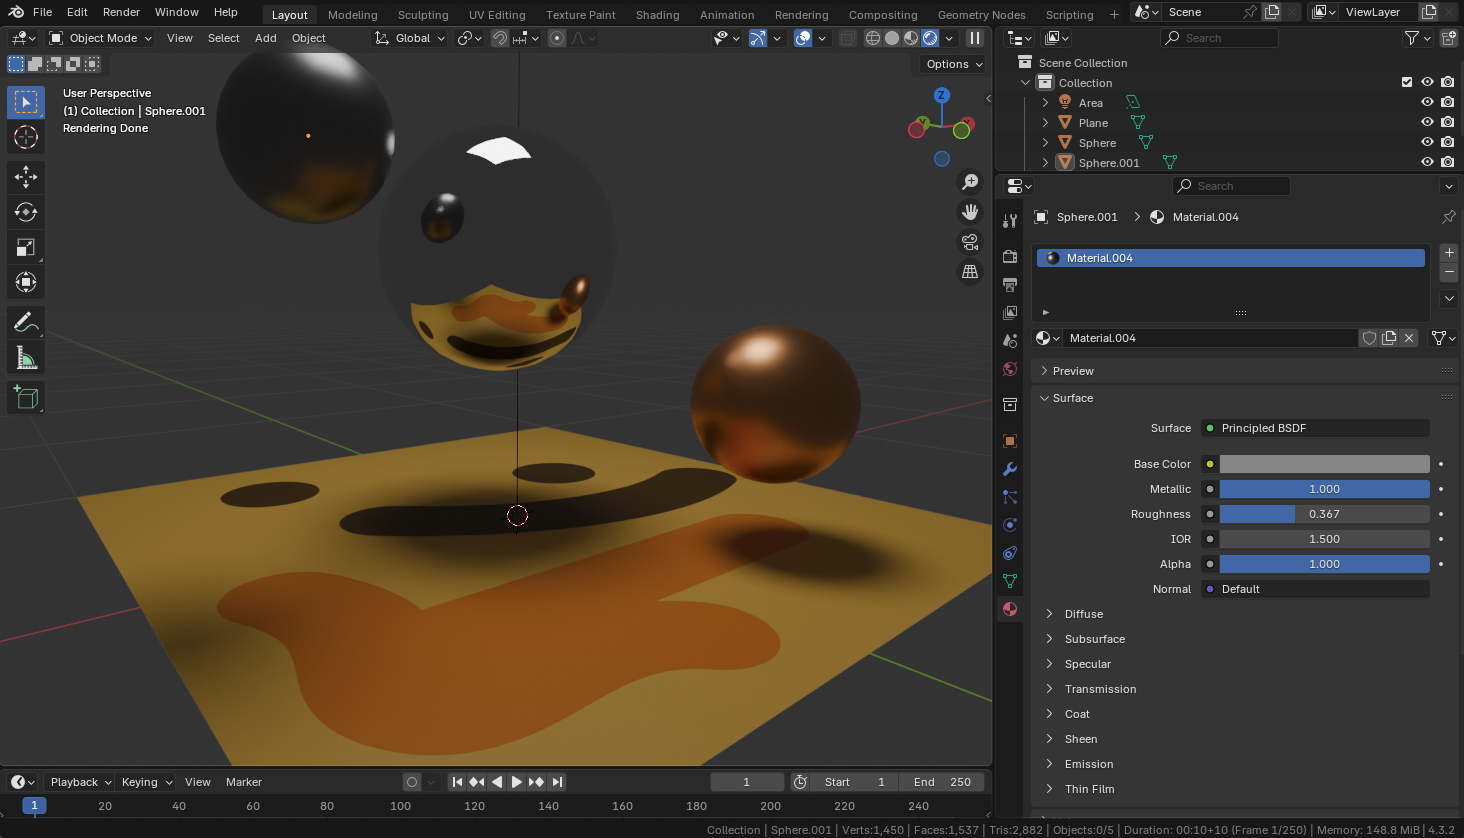 File Edit Render Window Help Layout Modeling Sculpting UV Editing Texture Paint Shading Animation Rendering Compositing Geometry Nodes Scripting + Scene ViewLayer
Object Mode View Select Add Object Global Search
Options
User Perspective
(1) Collection | Sphere.001
Rendering Done
Z
Y
X
Scene Collection
Collection
Area
Plane
Sphere
Sphere.001
Search
Sphere.001 > Material.004
Material.004
Material.004
Preview
Surface
Surface Principled BSDF
Base Color
Metallic 1.000
Roughness 0.367
IOR 1.500
Alpha 1.000
Normal Default
Diffuse
Subsurface
Specular
Transmission
Coat
Sheen
Emission
Thin Film
Playback Keying View Marker 1 Start 1 End 250
1 20 40 60 80 100 120 140 160 180 200 220 240
Collection | Sphere.001 | Verts:1,450 | Faces:1,537 | Tris:2,882 | Objects:0/5 | Duration: 00:10+10 (Frame 1/250) | Memory: 148.8 MiB | 4.3.2